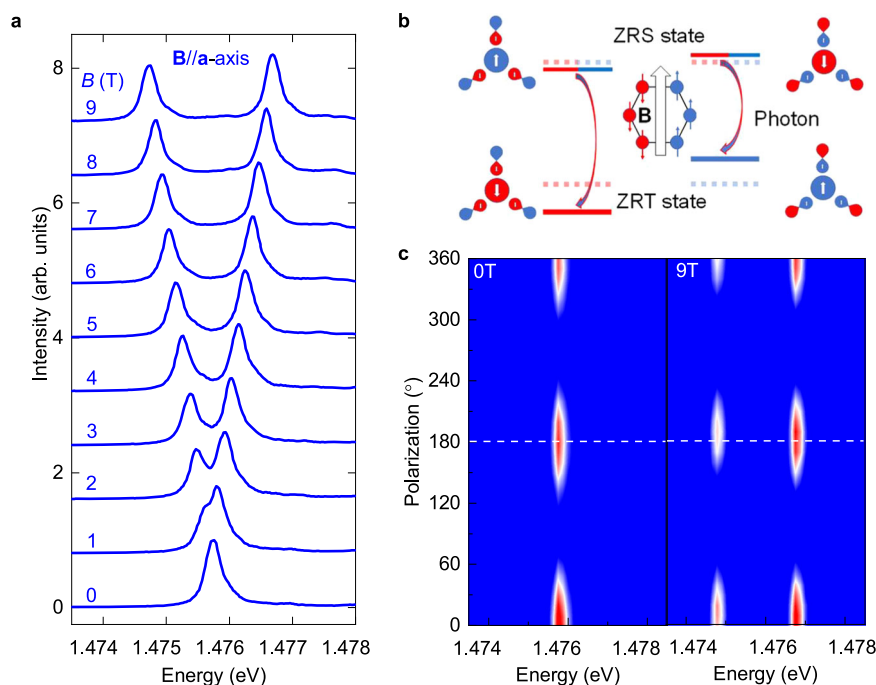 a
B//a-axis
B (T)
9
8
7
6
5
4
3
2
1
0
8
6
4
2
0
Intensity (arb. units)
1.474
1.475
1.476
1.477
1.478
Energy (eV)
b
ZRS state
B
Photon
ZRT state
c
0T
9T
360
300
240
180
120
60
0
Polarization (°)
1.474 1.476 1.478 1.474 1.476 1.478
Energy (eV) Energy (eV)